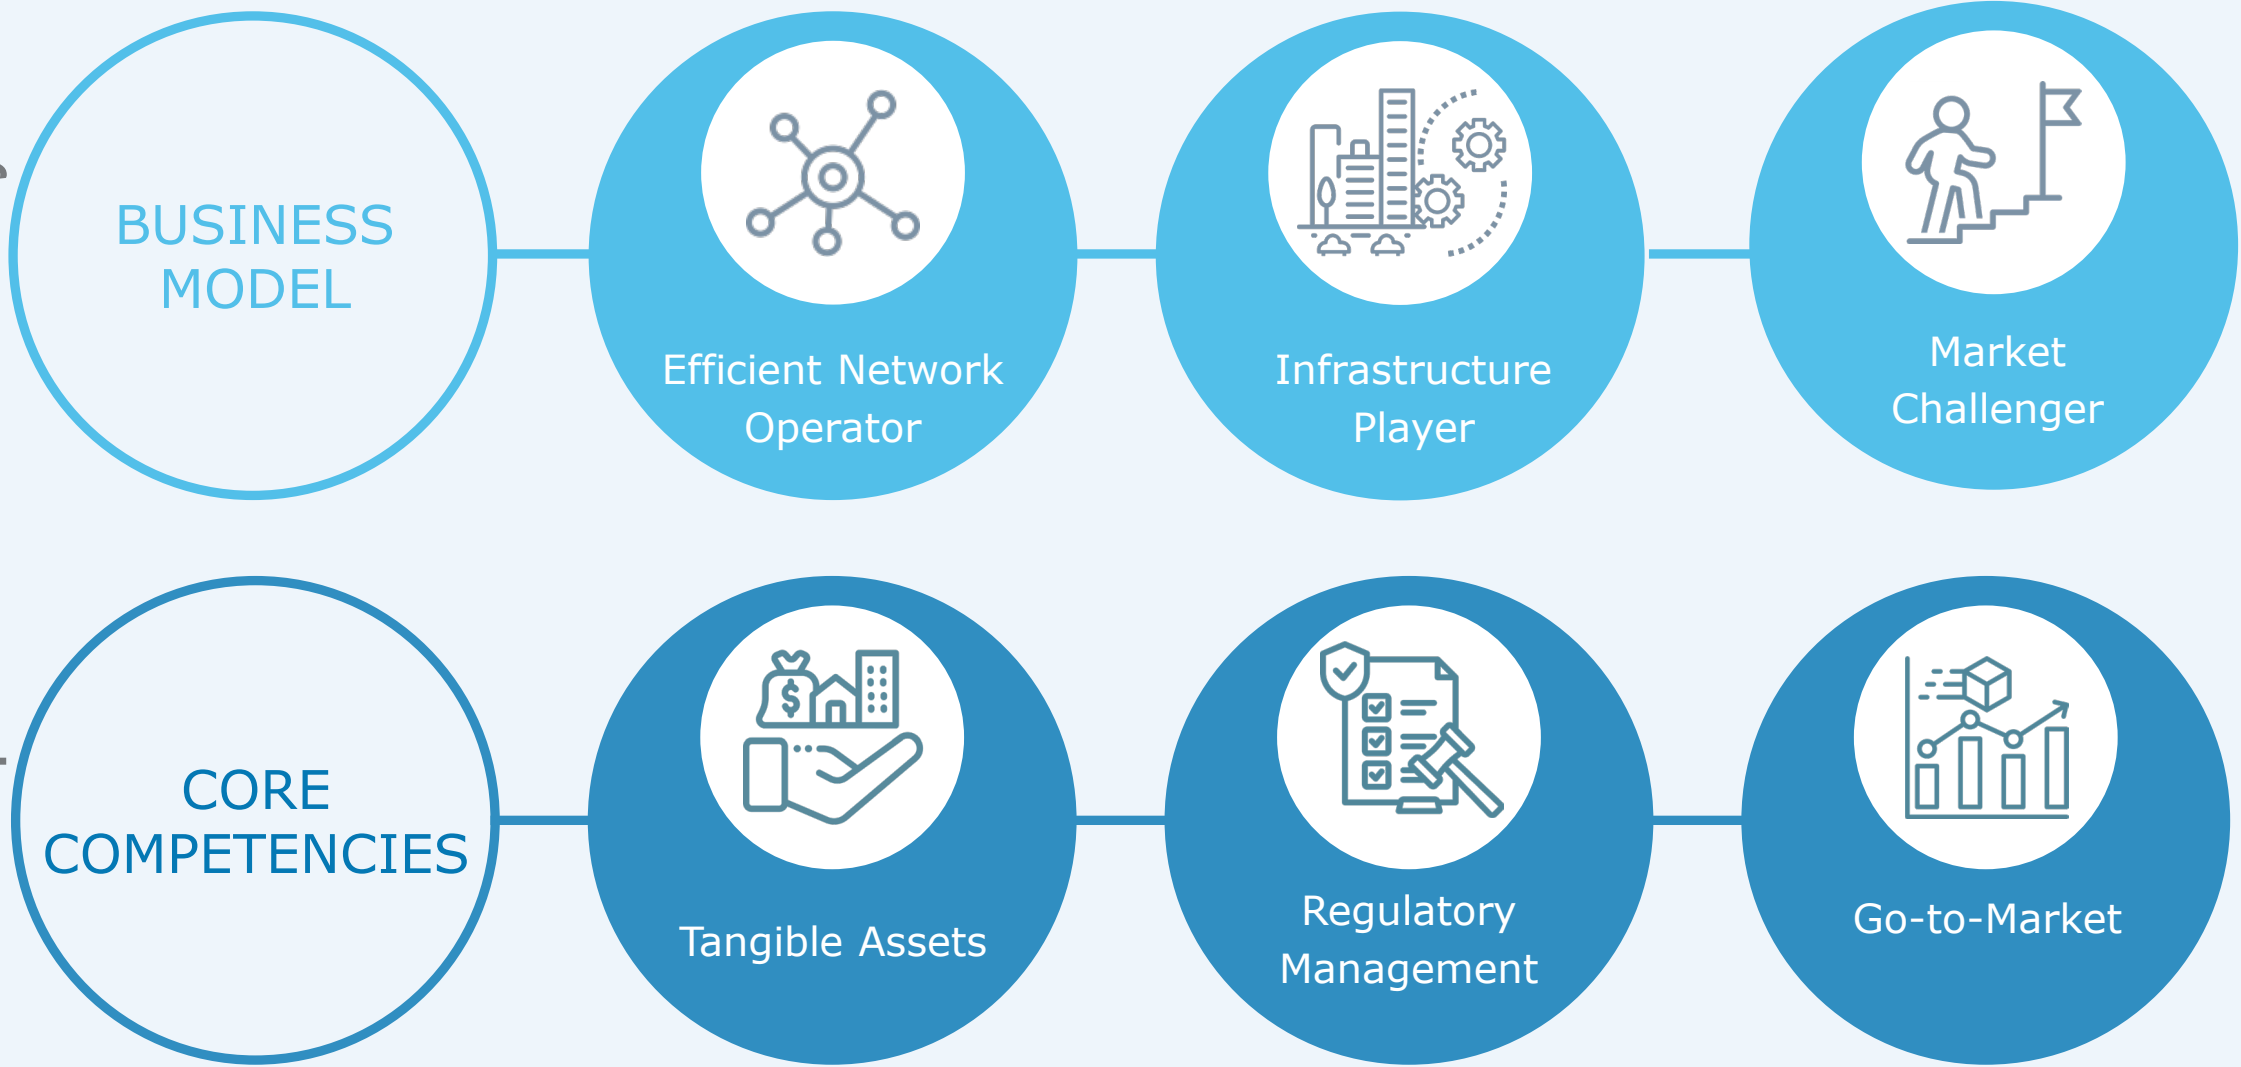 BUSINESS
MODEL
Efficient Network
Operator
Infrastructure
Player
Market
Challenger
CORE
COMPETENCIES
Tangible Assets
Regulatory
Management
Go-to-Market
$